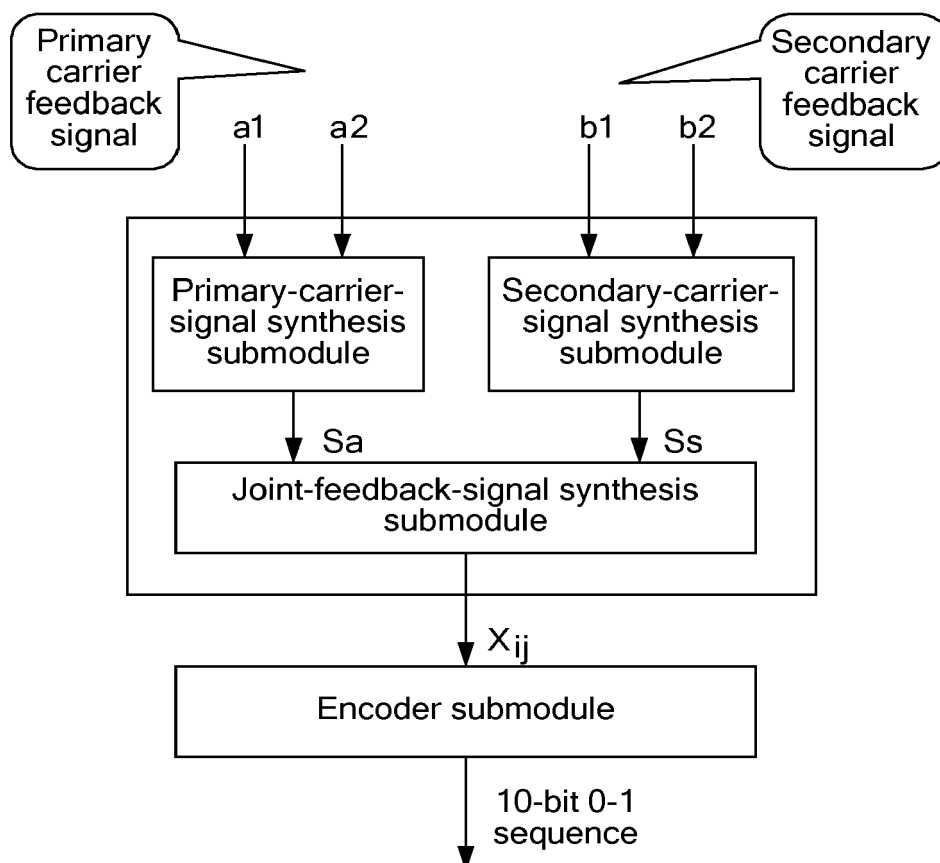 Primary
carrier
feedback
signal
Secondary
carrier
feedback
signal
a1
a2
b1
b2
Primary-carrier-
signal synthesis
submodule
Secondary-carrier-
signal synthesis
submodule
Sa
Ss
Joint-feedback-signal synthesis
submodule
Xij
Encoder submodule
10-bit 0-1
sequence